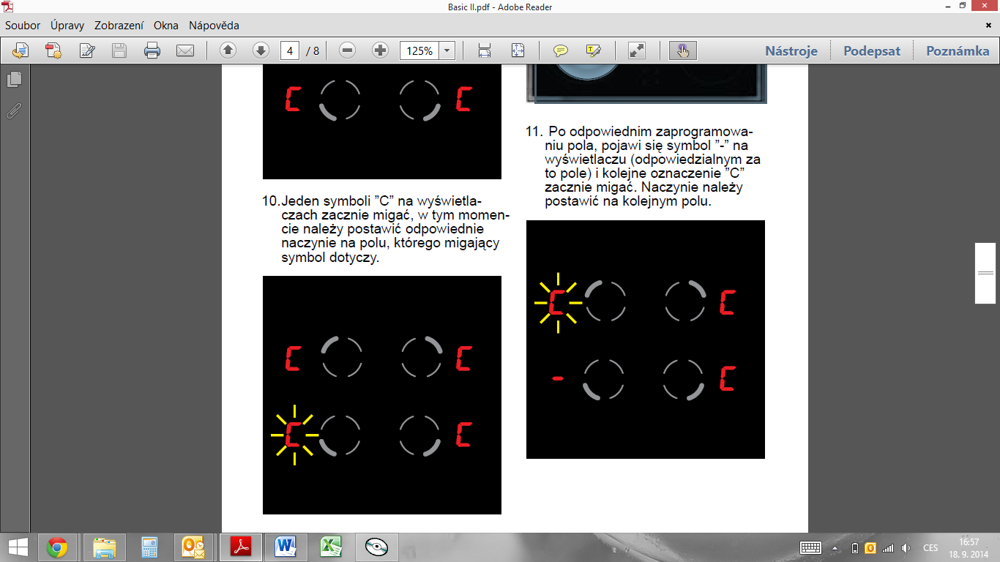 Basic II.pdf - Adobe Reader
Soubor Úpravy Zobrazení Okna Nápověda
4 / 8 125% Nástroje Podepsat Poznámka
C C
10.Jeden symboli ”C” na wyświetla-
czach zacznie migać, w tym momen-
cie należy postawić odpowiednie
naczynie na polu, którego migający
symbol dotyczy.
C C
C C
11. Po odpowiednim zaprogramowa-
niu pola, pojawi się symbol ”-” na
wyświetlaczu (odpowiedzialnym za
to pole) i kolejne oznaczenie ”C”
zacznie migać. Naczynie należy
postawić na kolejnym polu.
C C
- C
CES
16:57
18. 9. 2014